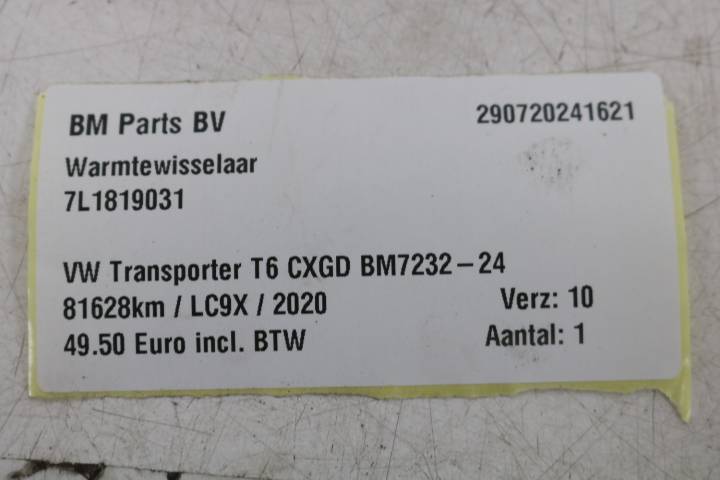 BM Parts BV 290720241621
Warmtewisselaar
7L1819031
VW Transporter T6 CXGD BM7232-24
81628km / LC9X / 2020 Verz: 10
49.50 Euro incl. BTW Aantal: 1